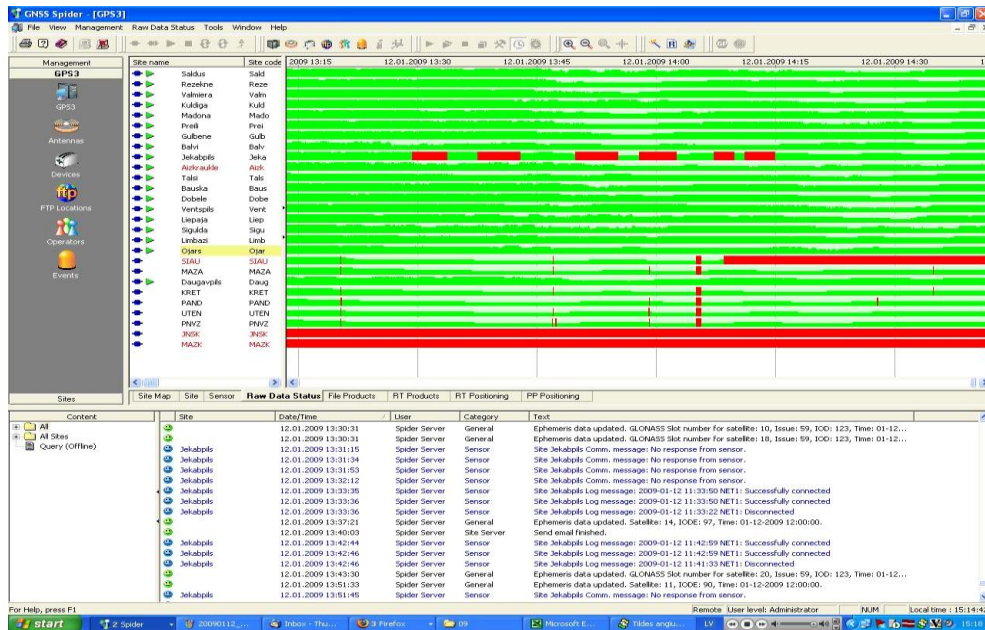 GNSS Spider - [GPS3]
File View Management Raw Data Status Tools Window Help
Management
GPS3
GPS3
Antennas
Devices
FTP Locations
Operators
Events
Sites
Site name Site code 2009 13:15 12.01.2009 13:30 12.01.2009 13:45 12.01.2009 14:00 12.01.2009 14:15 12.01.2009 14:30
Saldus Sald
Rezekne Reze
Valmiera Valm
Kuldiga Kuld
Madona Mado
Preili Prei
Gulbene Gulb
Balvi Balv
Jekabpils Jeka
Aizkraukle Aizk
Talsi Tals
Bauska Baus
Dobele Dobe
Ventspils Vent
Liepaja Liep
Sigulda Sigu
Limbazi Limb
Ojars Ojar
SIAU SIAU
MAZA MAZA
Daugavpils Daug
KRET KRET
PAND PAND
UTEN UTEN
PNVZ PNVZ
JNSK JNSK
MAZK MAZK
Site Map Site Sensor Raw Data Status File Products RT Products RT Positioning PP Positioning
Content
All
All Sites
Query (Offline)
Site Date/Time User Category Text
12.01.2009 13:30:31 Spider Server General Ephemeris data updated. GLONASS Slot number for satellite: 10, Issue: 59, IOD: 123, Time: 01-12...
12.01.2009 13:30:31 Spider Server General Ephemeris data updated. GLONASS Slot number for satellite: 18, Issue: 59, IOD: 123, Time: 01-12...
Jekabpils 12.01.2009 13:31:15 Spider Server Sensor Site Jekabpils Comm. message: No response from sensor.
Jekabpils 12.01.2009 13:31:34 Spider Server Sensor Site Jekabpils Comm. message: No response from sensor.
Jekabpils 12.01.2009 13:31:53 Spider Server Sensor Site Jekabpils Comm. message: No response from sensor.
Jekabpils 12.01.2009 13:32:12 Spider Server Sensor Site Jekabpils Comm. message: No response from sensor.
Jekabpils 12.01.2009 13:33:35 Spider Server Sensor Site Jekabpils Log message: 2009-01-12 11:33:50 NET1: Successfully connected
Jekabpils 12.01.2009 13:33:36 Spider Server Sensor Site Jekabpils Log message: 2009-01-12 11:33:50 NET1: Successfully connected
Jekabpils 12.01.2009 13:33:36 Spider Server Sensor Site Jekabpils Log message: 2009-01-12 11:33:22 NET1: Disconnected
12.01.2009 13:37:21 Spider Server General Ephemeris data updated. Satellite: 14, IODE: 97, Time: 01-12-2009 12:00:00.
12.01.2009 13:40:03 Spider Server Site Server Send email finished.
Jekabpils 12.01.2009 13:42:44 Spider Server Sensor Site Jekabpils Log message: 2009-01-12 11:42:59 NET1: Successfully connected
Jekabpils 12.01.2009 13:42:46 Spider Server Sensor Site Jekabpils Log message: 2009-01-12 11:42:59 NET1: Successfully connected
Jekabpils 12.01.2009 13:42:46 Spider Server Sensor Site Jekabpils Log message: 2009-01-12 11:41:33 NET1: Disconnected
12.01.2009 13:43:30 Spider Server General Ephemeris data updated. GLONASS Slot number for satellite: 20, Issue: 59, IOD: 123, Time: 01-12...
12.01.2009 13:51:33 Spider Server General Ephemeris data updated. Satellite: 11, IODE: 90, Time: 01-12-2009 12:00:00.
Jekabpils 12.01.2009 13:51:45 Spider Server Sensor Site Jekabpils Comm. message: No response from sensor.
For Help, press F1 Remote User level: Administrator NUM Local time : 15:14:42
start 2 Spider 20090112_... Inbox - Thu... 3 Firefox 09 Microsoft E... Tildes angļu... LV 15:18